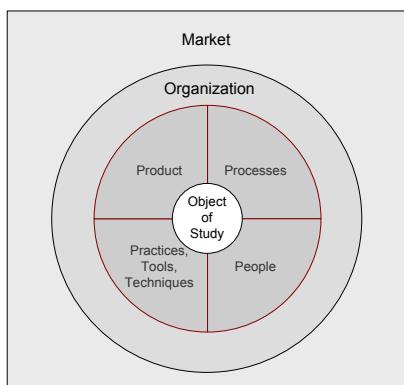 Market
Organization
Product
Processes
Object
of
Study
Practices,
Tools,
Techniques
People